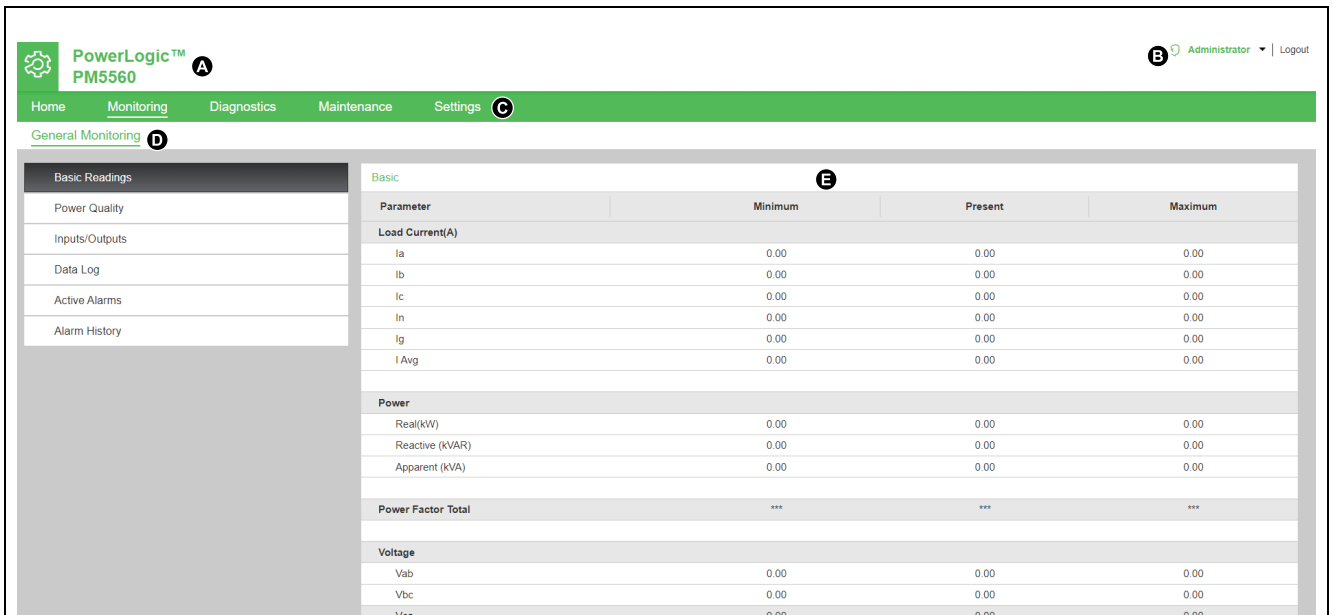 PowerLogic™
PM5560
A
B
Administrator | Logout
Home Monitoring Diagnostics Maintenance Settings C
General Monitoring D
Basic Readings
Power Quality
Inputs/Outputs
Data Log
Active Alarms
Alarm History
Basic E
Parameter Minimum Present Maximum
Load Current(A)
Ia 0.00 0.00 0.00
Ib 0.00 0.00 0.00
Ic 0.00 0.00 0.00
In 0.00 0.00 0.00
Ig 0.00 0.00 0.00
I Avg 0.00 0.00 0.00
Power
Real(kW) 0.00 0.00 0.00
Reactive (kVAR) 0.00 0.00 0.00
Apparent (kVA) 0.00 0.00 0.00
Power Factor Total *** *** ***
Voltage
Vab 0.00 0.00 0.00
Vbc 0.00 0.00 0.00